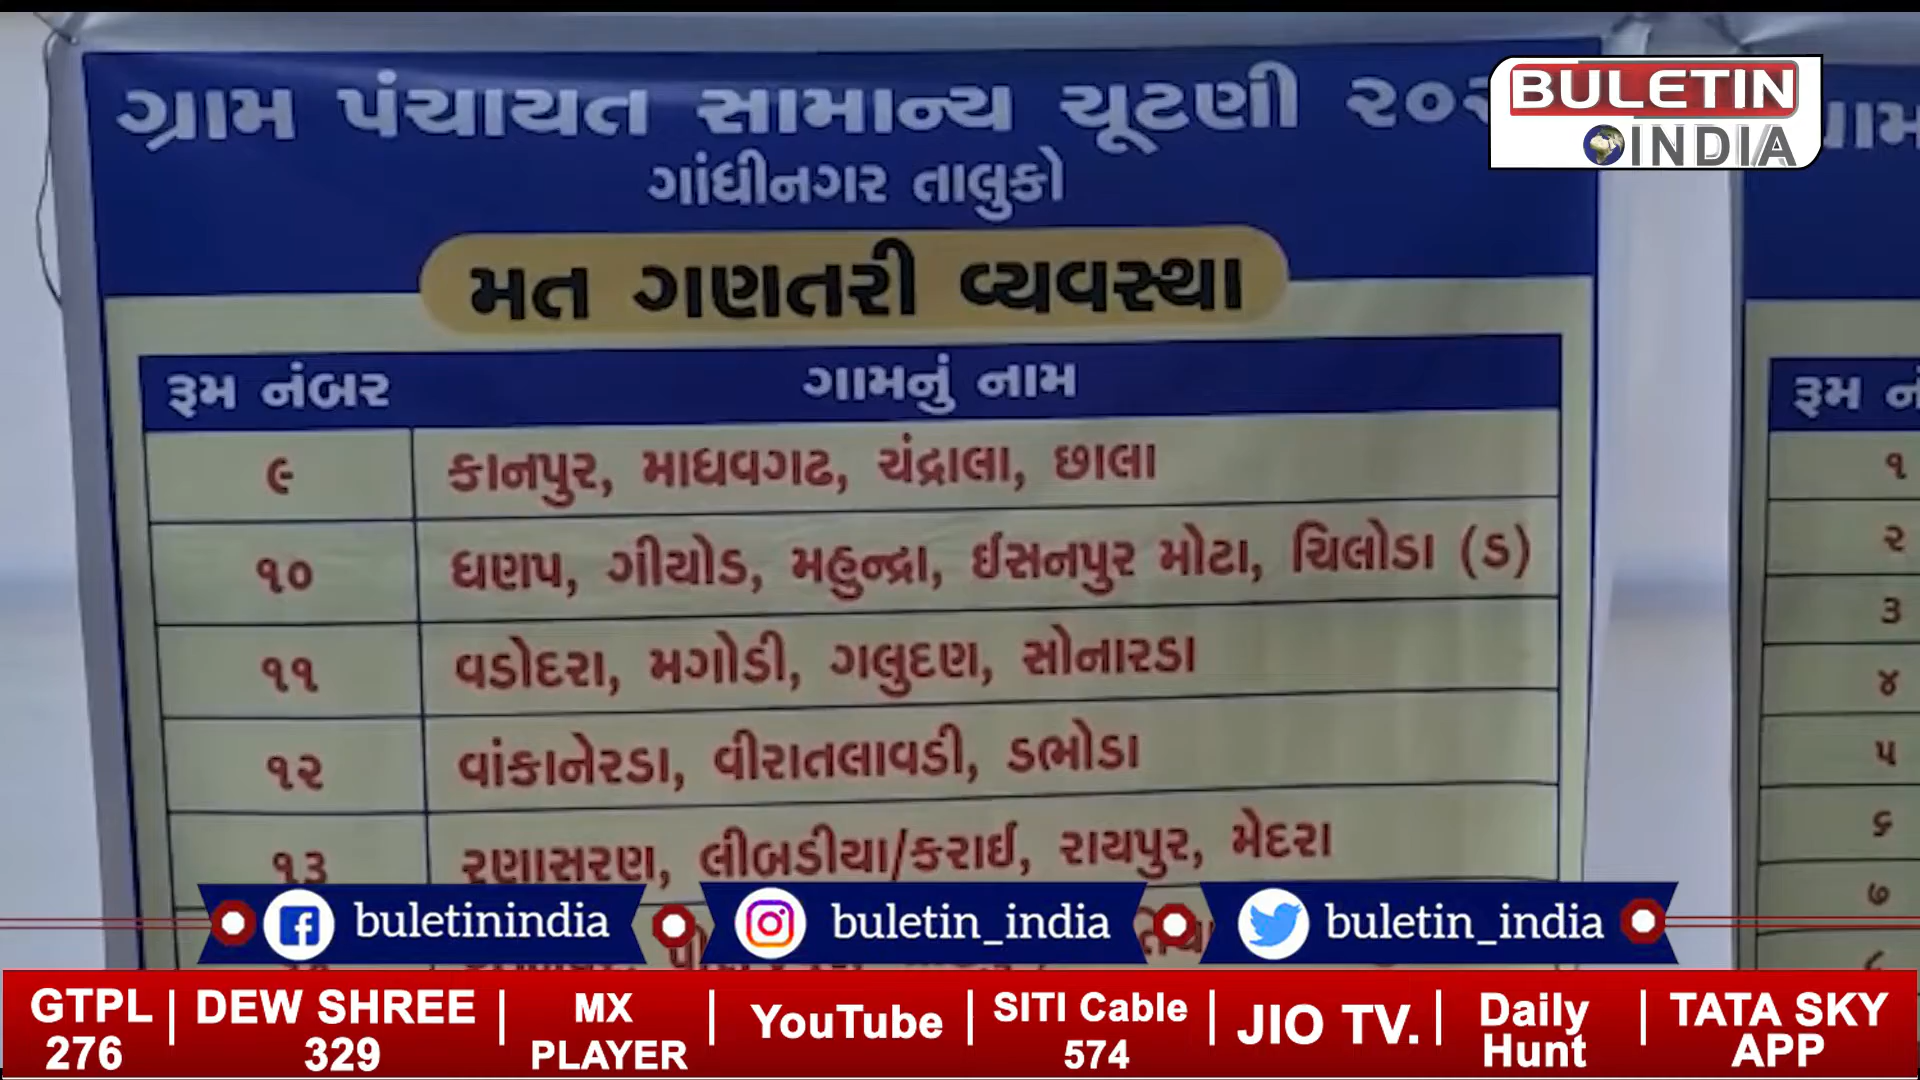 ગ્રામ પંચાયત સામાન્ય ચૂટણી
ગાંધીનગર તાલુકો
મત ગણતરી વ્યવસ્થા
રૂમ નંબર ગામનું નામ
૯ કાનપુર, માધવગઢ, ચંદ્રાલા, છાલા
૧૦ ધણપ, ગીયોડ, મહુન્દ્રા, ઈસનપુર મોટા, ચિલોડા (ડ)
૧૧ વડોદરા, મગોડી, ગલુદણ, સોનારડા
૧૨ વાંકાનેરડા, વીરાતલાવડી, ડભોડા
૧૩ રણાસરણ, લીબડીયા/કરાઈ, રાયપુર, મેદરા
રૂમ
૧
૨
૩
૪
૫
૬
૭
BULETIN
INDIA
buletinindia buletin_india buletin_india
GTPL 276 | DEW SHREE 329 | MX PLAYER | YouTube | SITI Cable 574 | JIO TV. | Daily Hunt | TATA SKY APP